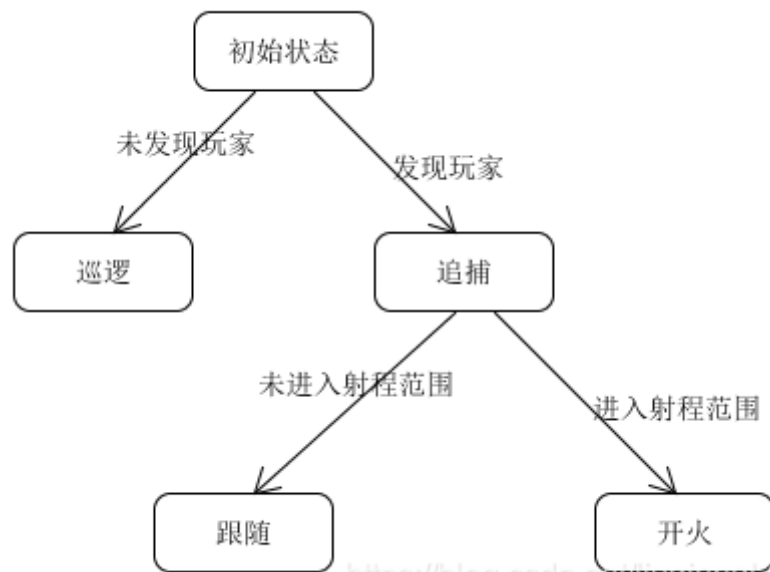 初始状态
未发现玩家
发现玩家
巡逻
追捕
未进入射程范围
进入射程范围
跟随
开火